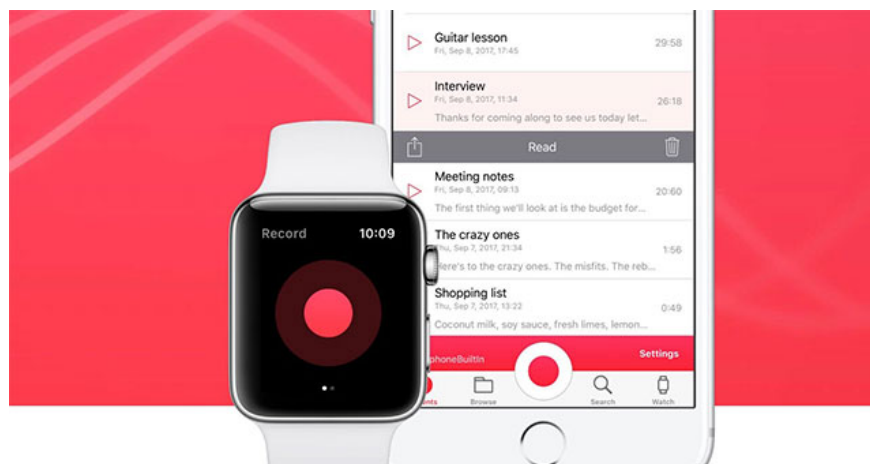 Guitar lesson
Fri, Sep 8, 2017, 17:45
29:58
Interview
Fri, Sep 8, 2017, 11:34
26:18
Thanks for coming along to see us today let...
Read
Meeting notes
Fri, Sep 8, 2017, 09:13
20:60
The first thing we'll look at is the budget for...
The crazy ones
Thu, Sep 7, 2017, 21:34
1:56
Here's to the crazy ones. The misfits. The reb...
Shopping list
Thu, Sep 7, 2017, 13:22
0:49
Coconut milk, soy sauce, fresh limes, lemon...
phoneBuiltIn
Settings
ents
Browse
Search
Watch
Record
10:09